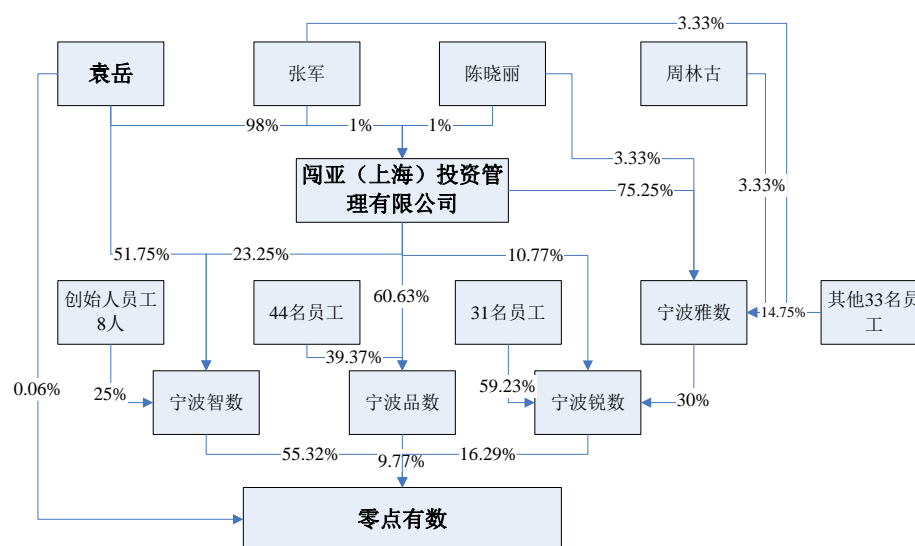 3.33%
袁岳
张军
陈晓丽
周林古
98%
1%
1%
闯亚（上海）投资管
理有限公司
3.33%
75.25%
3.33%
51.75%
23.25%
10.77%
创始人员工
8人
44名员工
60.63%
31名员工
宁波雅数
14.75%
其他33名员
工
39.37%
0.06%
25%
宁波智数
宁波品数
59.23%
宁波锐数
30%
55.32%
9.77%
16.29%
零点有数